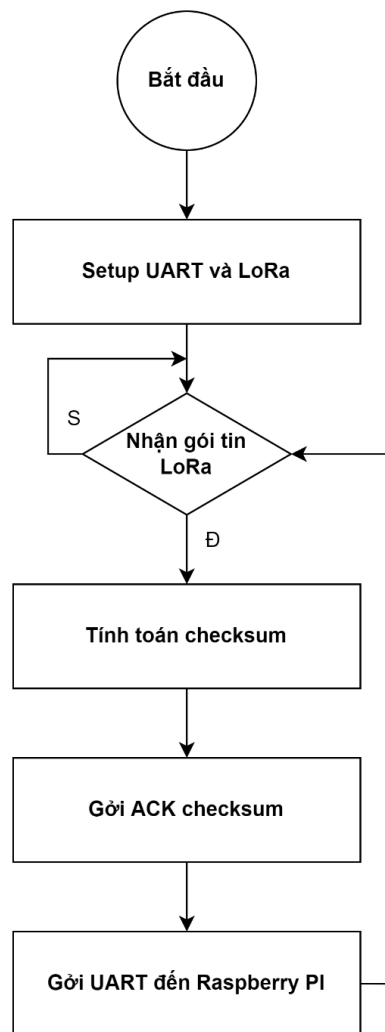 Bắt đầu
Setup UART và LoRa
S
Nhận gói tin
LoRa
Đ
Tính toán checksum
Gởi ACK checksum
Gởi UART đến Raspberry PI